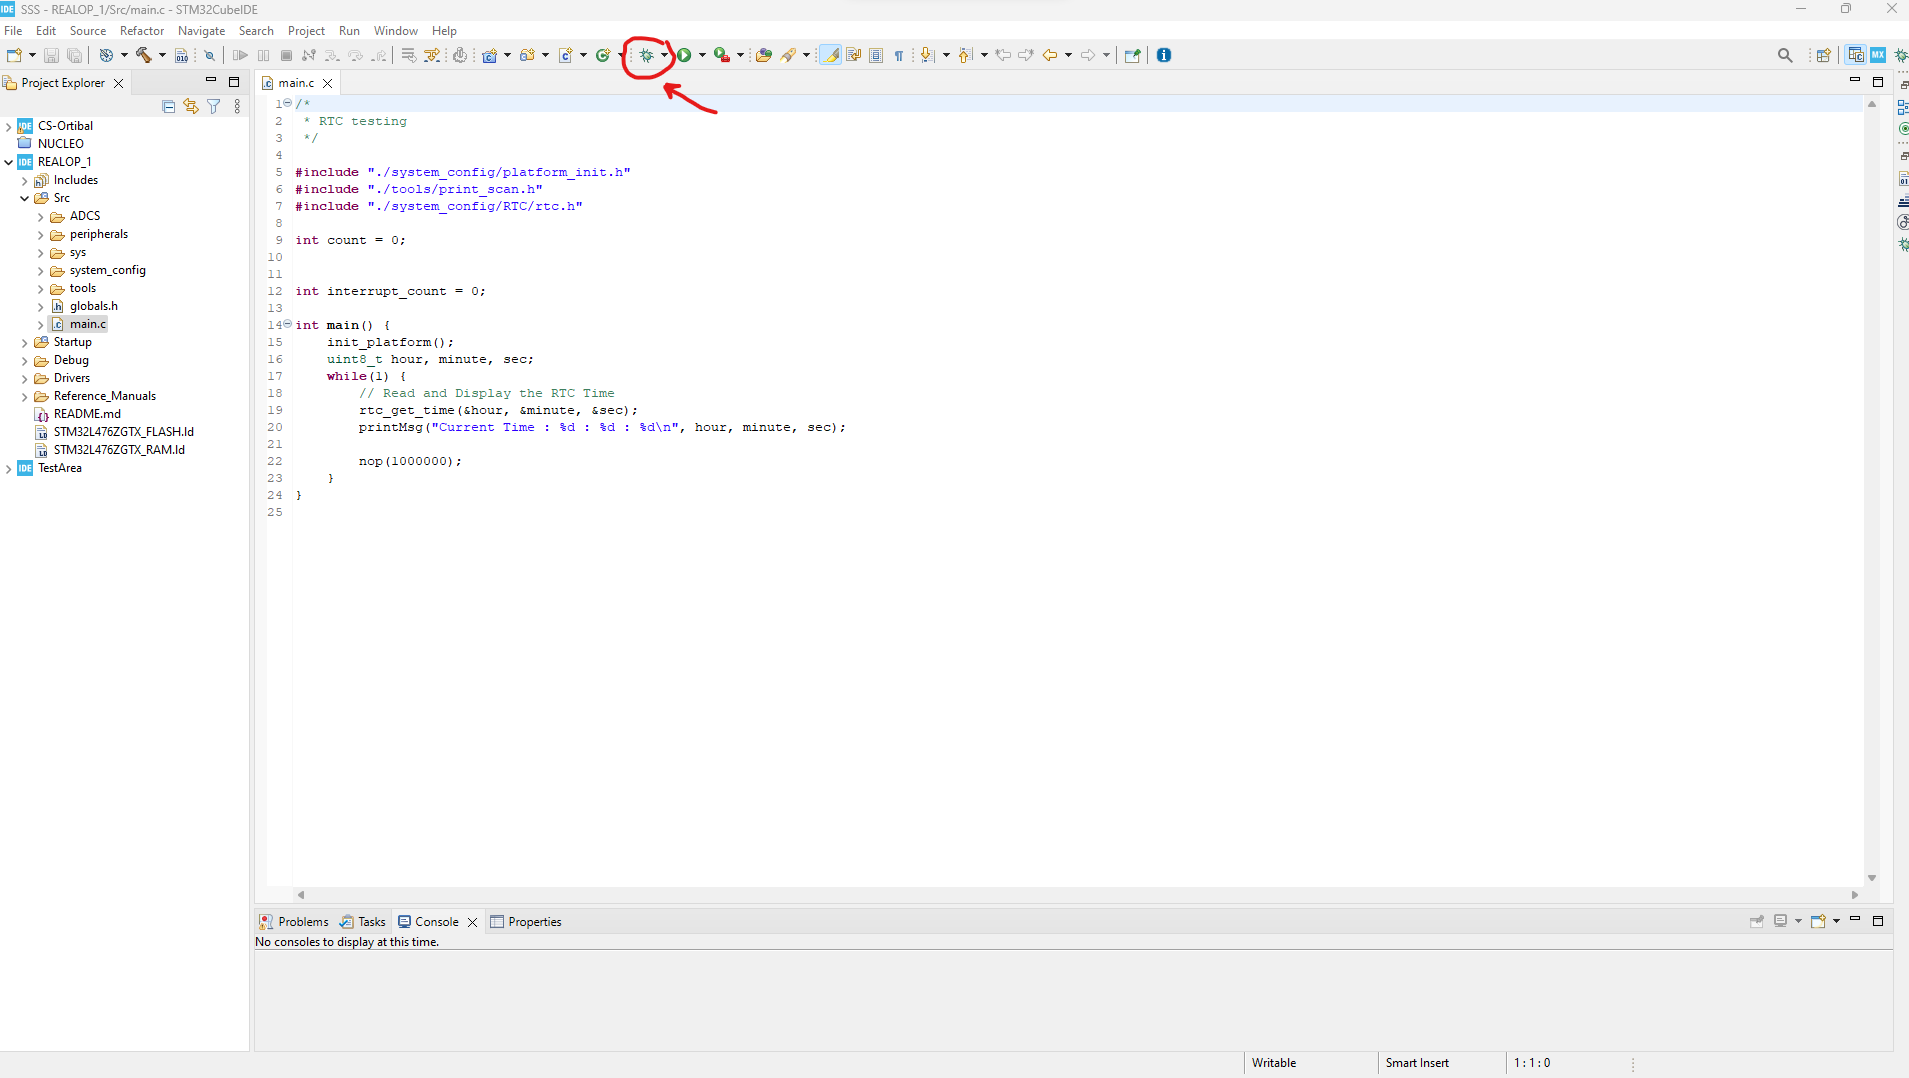 IDE SSS - REALOP_1/Src/main.c - STM32CubeIDE
File Edit Source Refactor Navigate Search Project Run Window Help
010
MX
Project Explorer
main.c
IDE CS-Ortibal
NUCLEO
IDE REALOP_1
Includes
Src
ADCS
peripherals
sys
system_config
tools
.h globals.h
.c main.c
Startup
Debug
Drivers
Reference_Manuals
README.md
STM32L476ZGTX_FLASH.ld
STM32L476ZGTX_RAM.ld
IDE TestArea
1 /*
2 * RTC testing
3 */
4
5 #include "./system_config/platform_init.h"
6 #include "./tools/print_scan.h"
7 #include "./system_config/RTC/rtc.h"
8
9 int count = 0;
10
11
12 int interrupt_count = 0;
13
14 int main() {
15 init_platform();
16 uint8_t hour, minute, sec;
17 while(1) {
18 // Read and Display the RTC Time
19 rtc_get_time(&hour, &minute, &sec);
20 printMsg("Current Time : %d : %d : %d\n", hour, minute, sec);
21
22 nop(1000000);
23 }
24 }
25
Problems Tasks Console Properties
No consoles to display at this time.
Writable Smart Insert 1 : 1 : 0